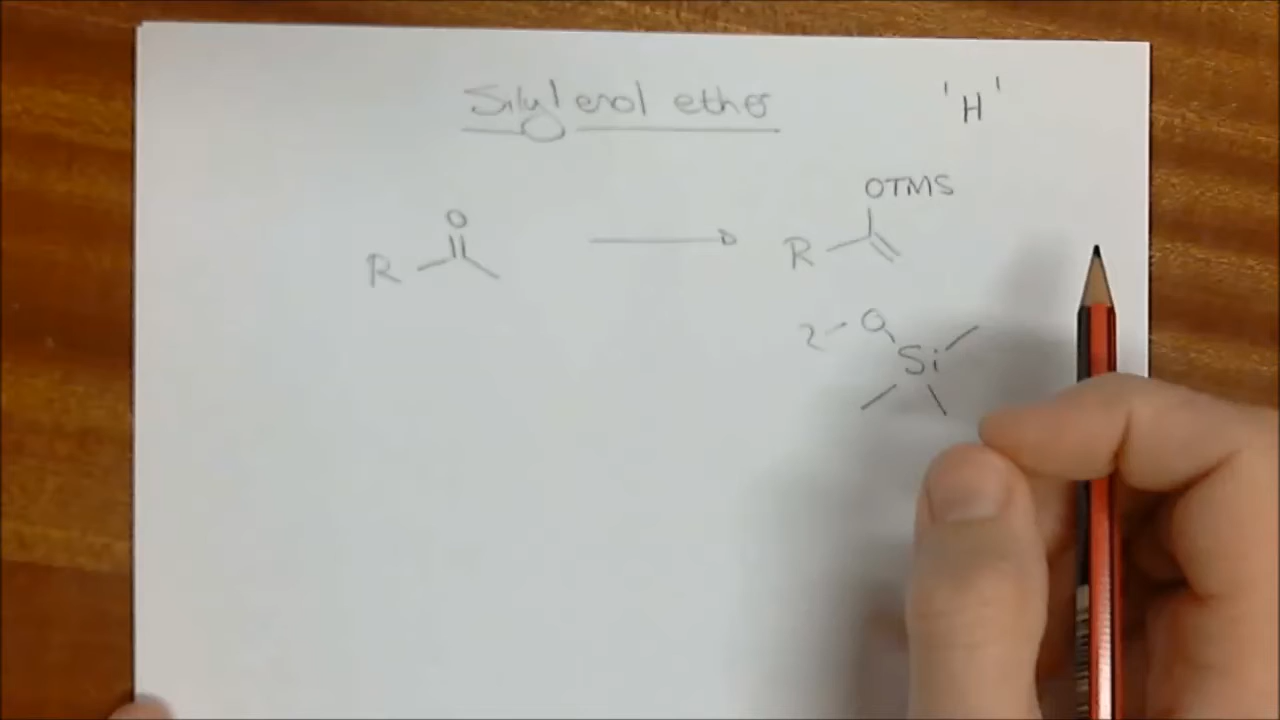 Silyl enol ether
'H'
OTMS
O
R
R
O
Si